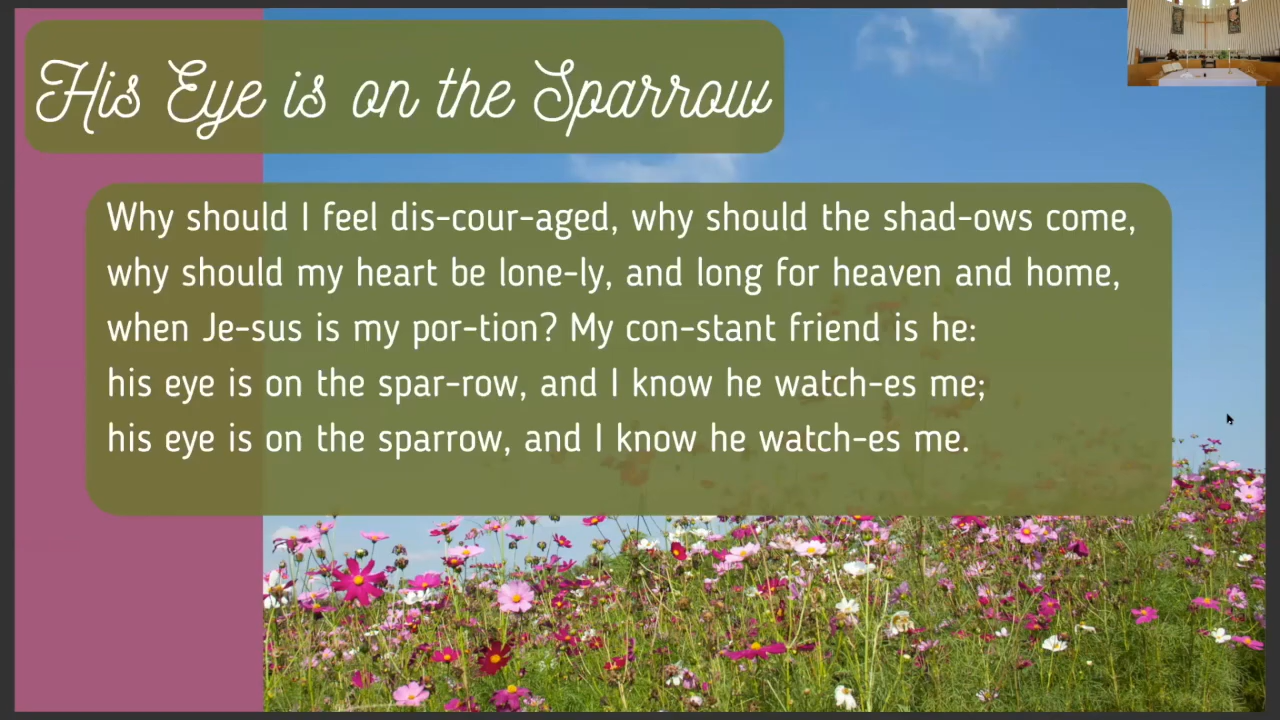 His Eye is on the Sparrow
Why should I feel dis-cour-aged, why should the shad-ows come,
why should my heart be lone-ly, and long for heaven and home,
when Je-sus is my por-tion? My con-stant friend is he:
his eye is on the spar-row, and I know he watch-es me;
his eye is on the sparrow, and I know he watch-es me.